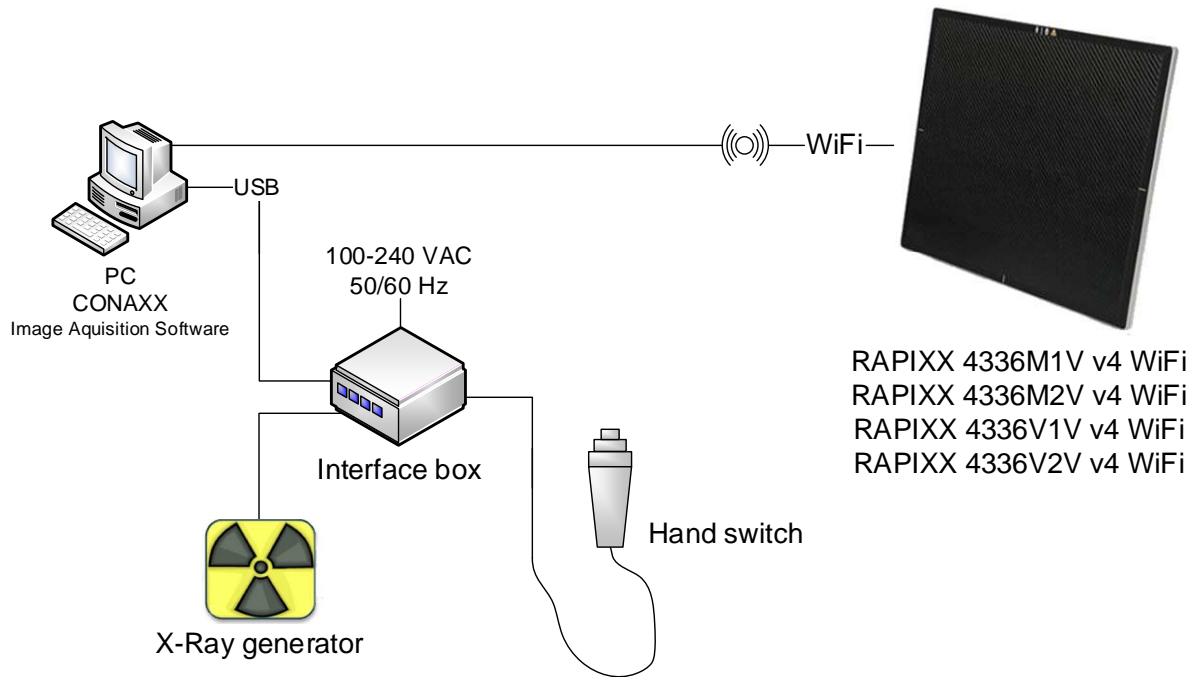 WiFi
USB
100-240 VAC
50/60 Hz
PC
CONAXX
Image Aquisition Software
RAPIXX 4336M1V v4 WiFi
RAPIXX 4336M2V v4 WiFi
RAPIXX 4336V1V v4 WiFi
RAPIXX 4336V2V v4 WiFi
Interface box
Hand switch
X-Ray generator